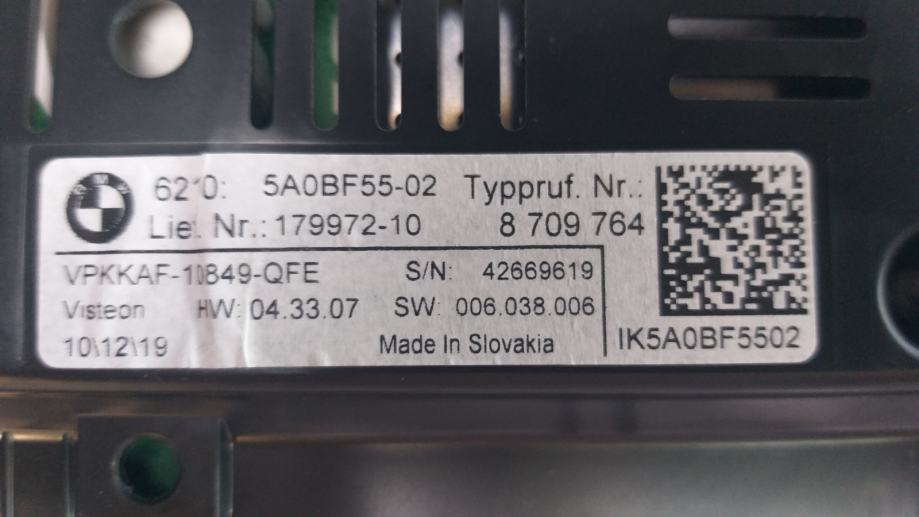 BMW
6210: 5A0BF55-02 Typpruf. Nr.:
Lief. Nr.: 179972-10 8 709 764
VPKKAF-10849-QFE S/N: 42669619
Visteon HW: 04.33.07 SW: 006.038.006
10\12\19 Made In Slovakia
IK5A0BF5502